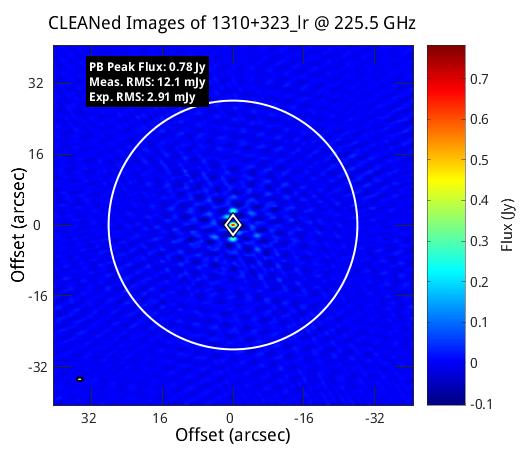 CLEANed Images of 1310+323_lr @ 225.5 GHz
PB Peak Flux: 0.78 Jy
Meas. RMS: 12.1 mJy
Exp. RMS: 2.91 mJy
Offset (arcsec)
32
16
0
-16
-32
32 16 0 -16 -32
Offset (arcsec)
0.7
0.6
0.5
0.4
0.3
0.2
0.1
0
-0.1
Flux (Jy)